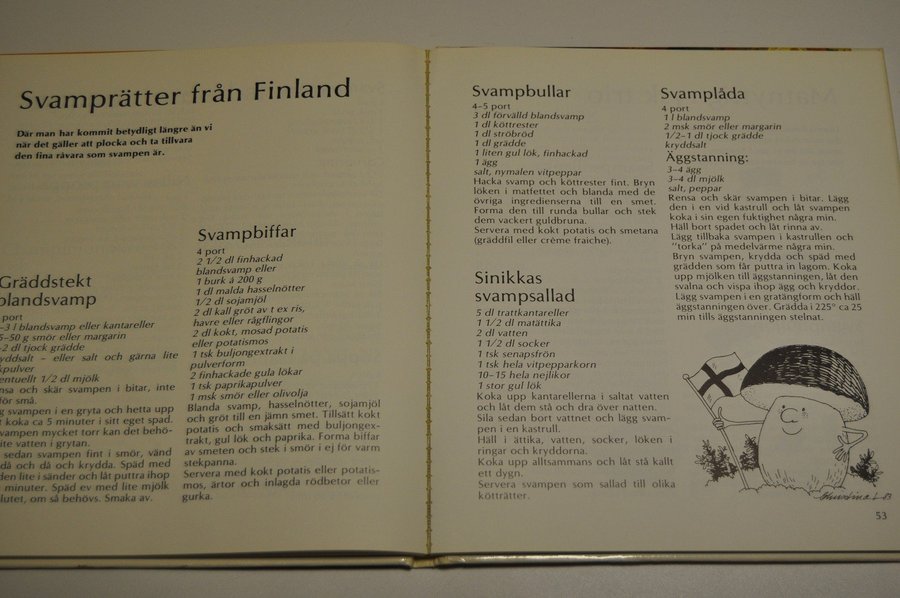 Svamprätter från Finland
Där man har kommit betydligt längre än vi
när det gäller att plocka och ta tillvara
den fina råvara som svampen är.
Gräddstekt
blandsvamp
port
–3 l blandsvamp eller kantareller
5–50 g smör eller margarin
–2 dl tjock grädde
yddsalt – eller salt och gärna lite
kpulver
entuellt 1/2 dl mjölk
nsa och skär svampen i bitar, inte
för små.
g svampen i en gryta och hetta upp
t koka ca 5 minuter i sitt eget spad.
svampen mycket torr kan det behö-
lite vatten i grytan.
sedan svampen fint i smör, vänd
då och då och krydda. Späd med
den lite i sänder och låt puttra ihop
minuter. Späd ev med lite mjölk
slutet, om så behövs. Smaka av.
Svampbiffar
4 port
2 1/2 dl finhackad
blandsvamp eller
1 burk à 200 g
1 dl malda hasselnötter
1/2 dl sojamjöl
2 dl kall gröt av t ex ris,
havre eller rågflingor
2 dl kokt, mosad potatis
eller potatismos
1 tsk buljongextrakt i
pulverform
2 finhackade gula lökar
1 tsk paprikapulver
1 msk smör eller olivolja
Blanda svamp, hasselnötter, sojamjöl
och gröt till en jämn smet. Tillsätt kokt
potatis och smaksätt med buljongex-
trakt, gul lök och paprika. Forma biffar
av smeten och stek i smör i ej för varm
stekpanna.
Servera med kokt potatis eller potatis-
mos, ärtor och inlagda rödbetor eller
gurka.
Svampbullar
4–5 port
3 dl förvälld blandsvamp
1 dl köttrester
1 dl ströbröd
1 dl grädde
1 liten gul lök, finhackad
1 ägg
salt, nymalen vitpeppar
Hacka svamp och köttrester fint. Bryn
löken i matfettet och blanda med de
övriga ingredienserna till en smet.
Forma den till runda bullar och stek
dem vackert guldbruna.
Servera med kokt potatis och smetana
(gräddfil eller crème fraiche).
Sinikkas
svampsallad
5 dl trattkantareller
1 1/2 dl matättika
2 dl vatten
1 1/2 dl socker
1 tsk senapsfrön
1 tsk hela vitpepparkorn
10–15 hela nejlikor
1 stor gul lök
Koka upp kantarellerna i saltat vatten
och låt dem stå och dra över natten.
Sila sedan bort vattnet och lägg svam-
pen i en kastrull.
Häll i ättika, vatten, socker, löken i
ringar och kryddorna.
Koka upp alltsammans och låt stå kallt
ett dygn.
Servera svampen som sallad till olika
kötträtter.
Svamplåda
4 port
1 l blandsvamp
2 msk smör eller margarin
1/2–1 dl tjock grädde
kryddsalt
Äggstanning:
3–4 ägg
3–4 dl mjölk
salt, peppar
Rensa och skär svampen i bitar. Lägg
den i en vid kastrull och låt svampen
koka i sin egen fuktighet några min.
Häll bort spadet och låt rinna av.
Lägg tillbaka svampen i kastrullen och
"torka" på medelvärme några min.
Bryn svampen, krydda och späd med
grädden som får puttra in lagom. Koka
upp mjölken till äggstanningen, låt den
svalna och vispa ihop ägg och kryddor.
Lägg svampen i en gratängform och häll
äggstanningen över. Grädda i 225° ca 25
min tills äggstanningen stelnat.
Christina L -83
53